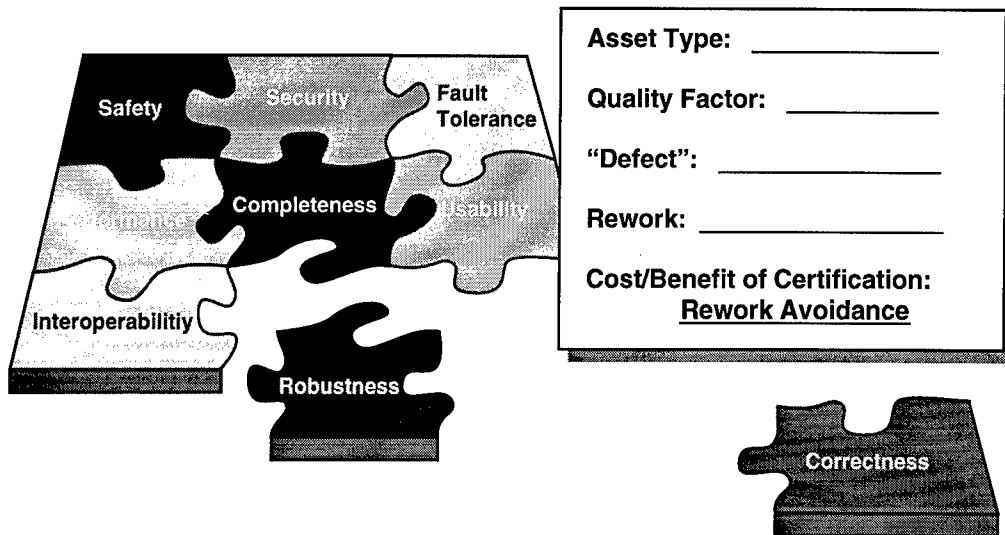 Safety
Security
Fault
Tolerance
Completeness
Usability
Interoperabilitiy
Robustness
Asset Type:
Quality Factor:
“Defect”:
Rework:
Cost/Benefit of Certification:
Rework Avoidance
Correctness